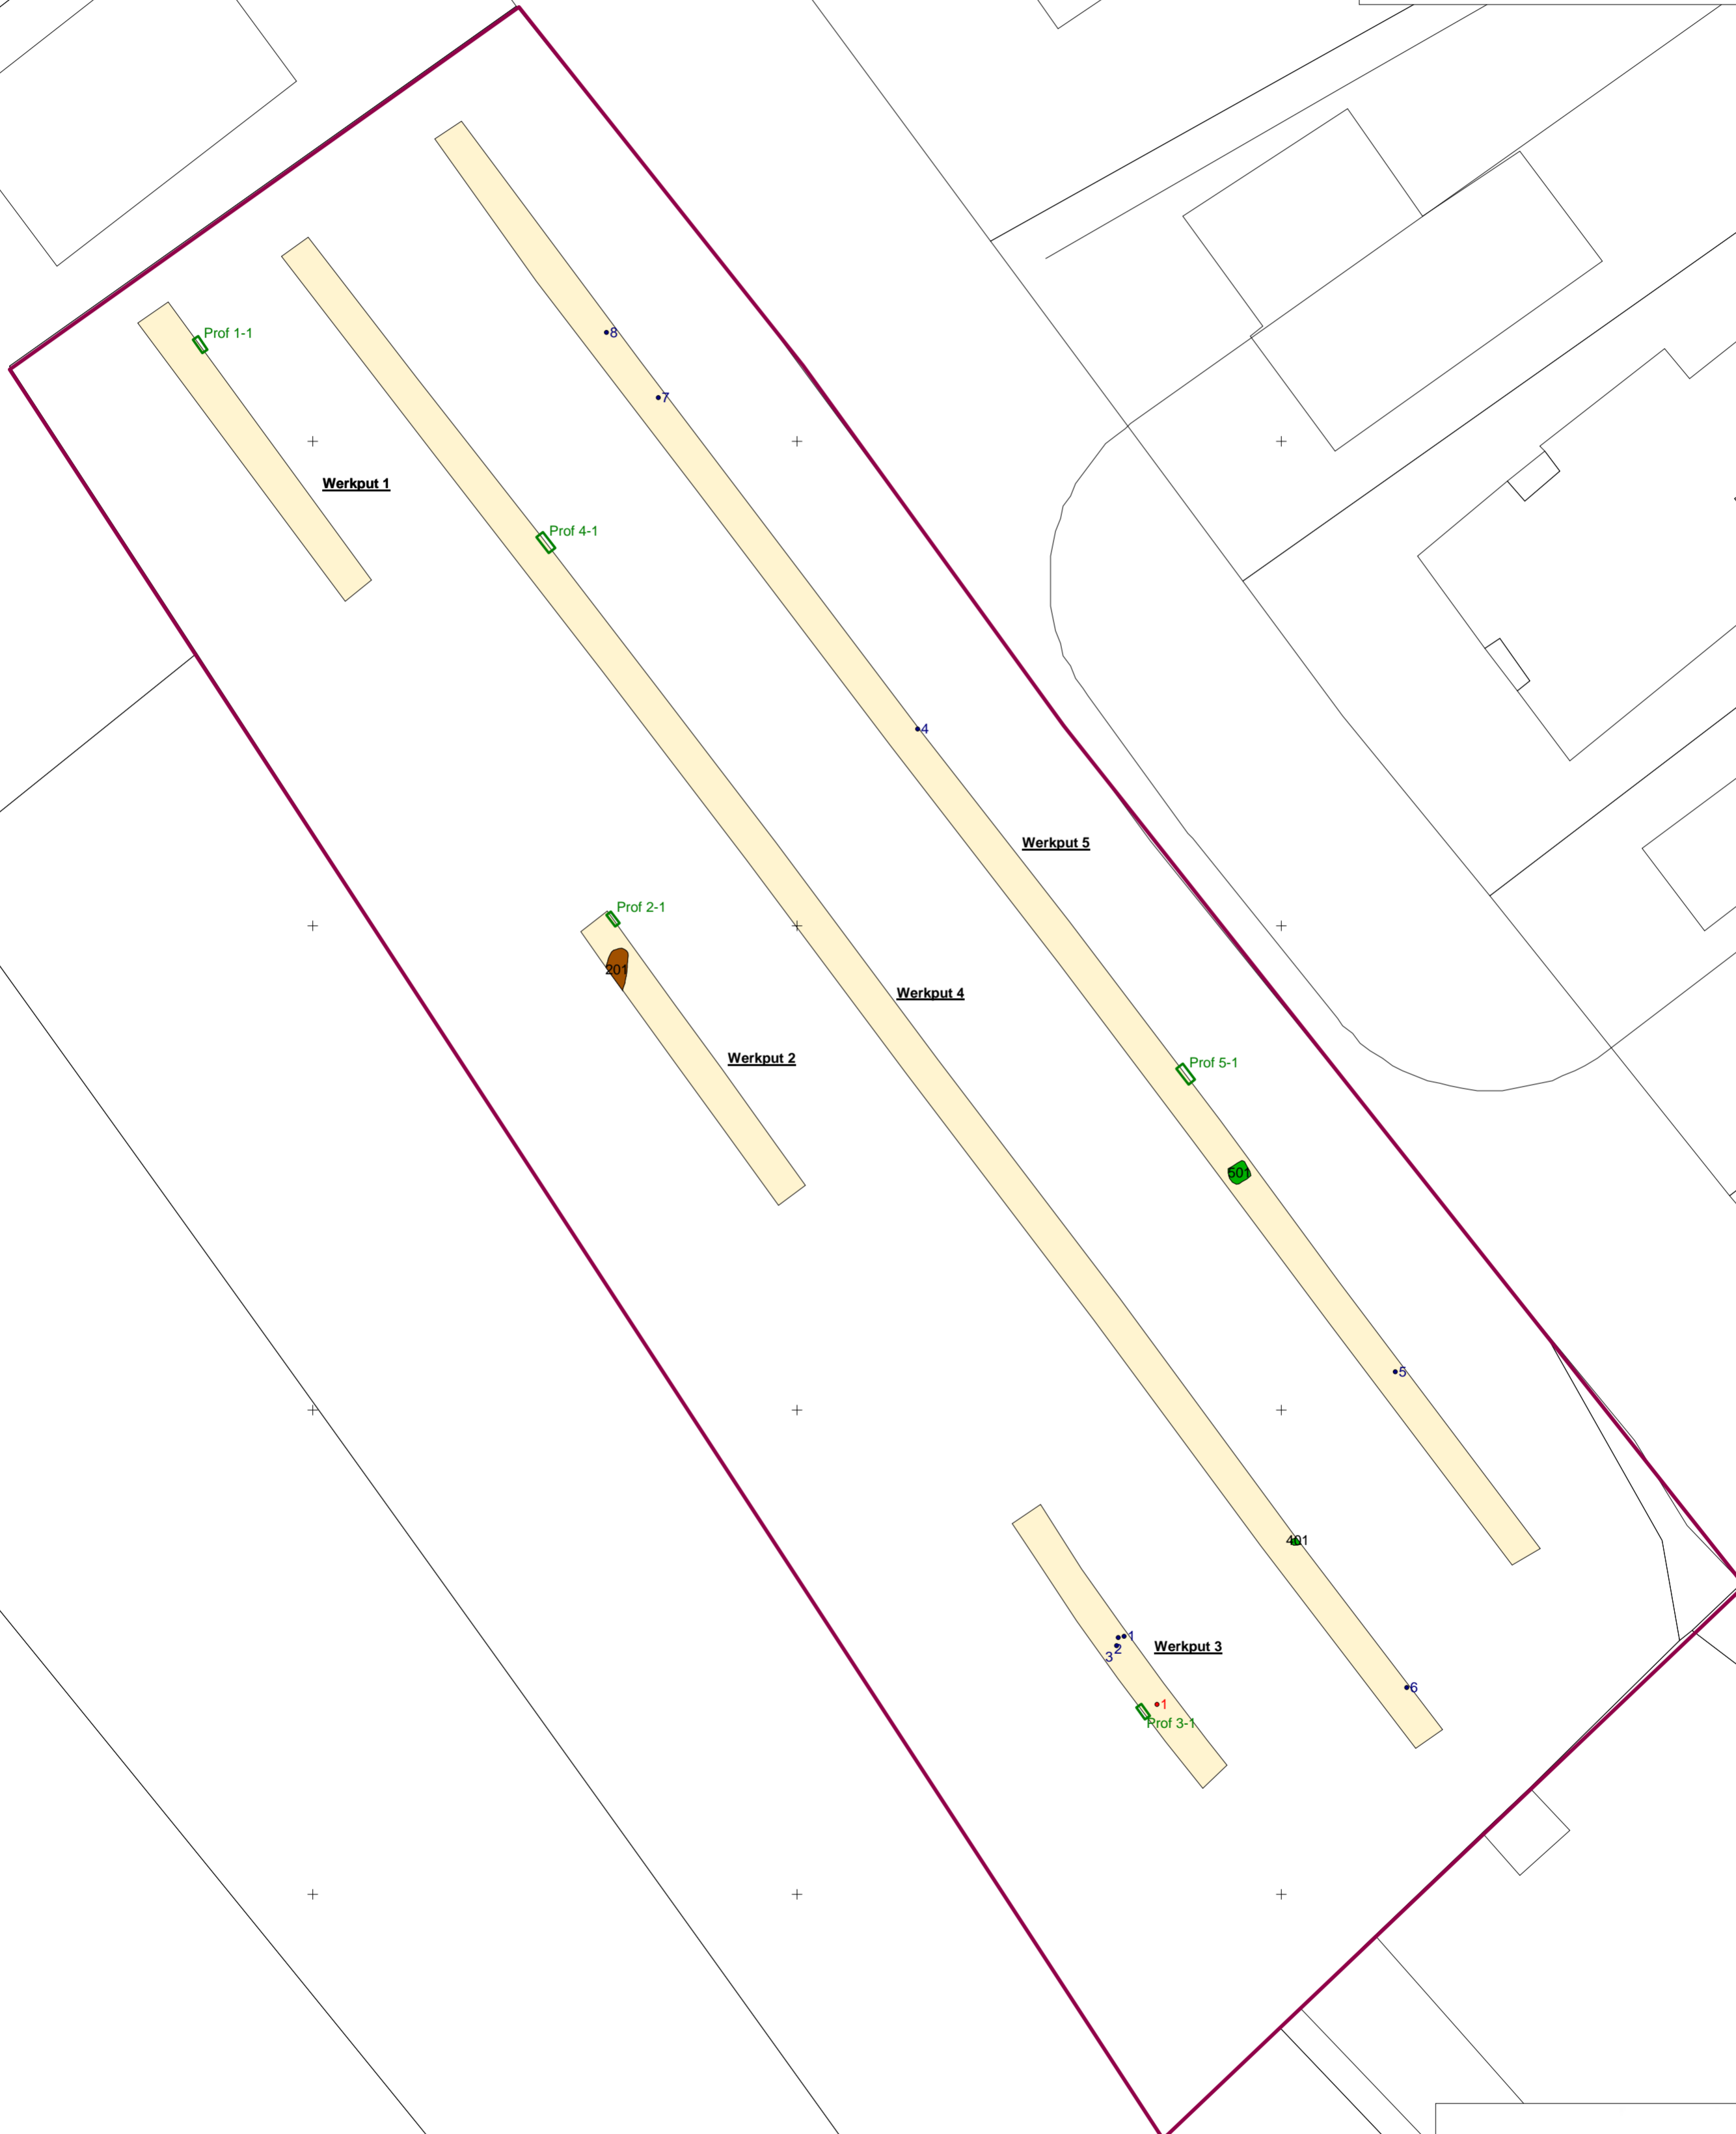 8
Prof 1-1
7
Werkput 1
Prof 4-1
4
Werkput 5
Prof 2-1
201
Werkput 4
Werkput 2
Prof 5-1
501
5
401
1
2
3
Werkput 3
6
1
Prof 3-1